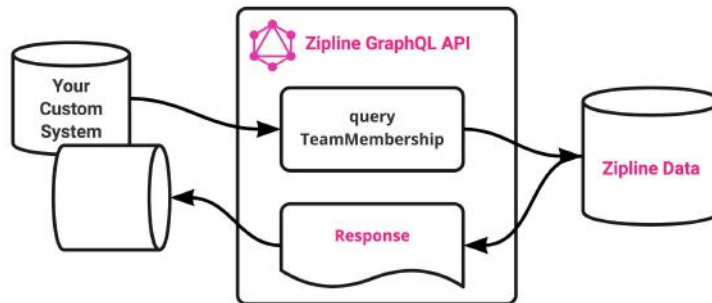 Zipline GraphQL API
Your
Custom
System
query
TeamMembership
Zipline Data
Response